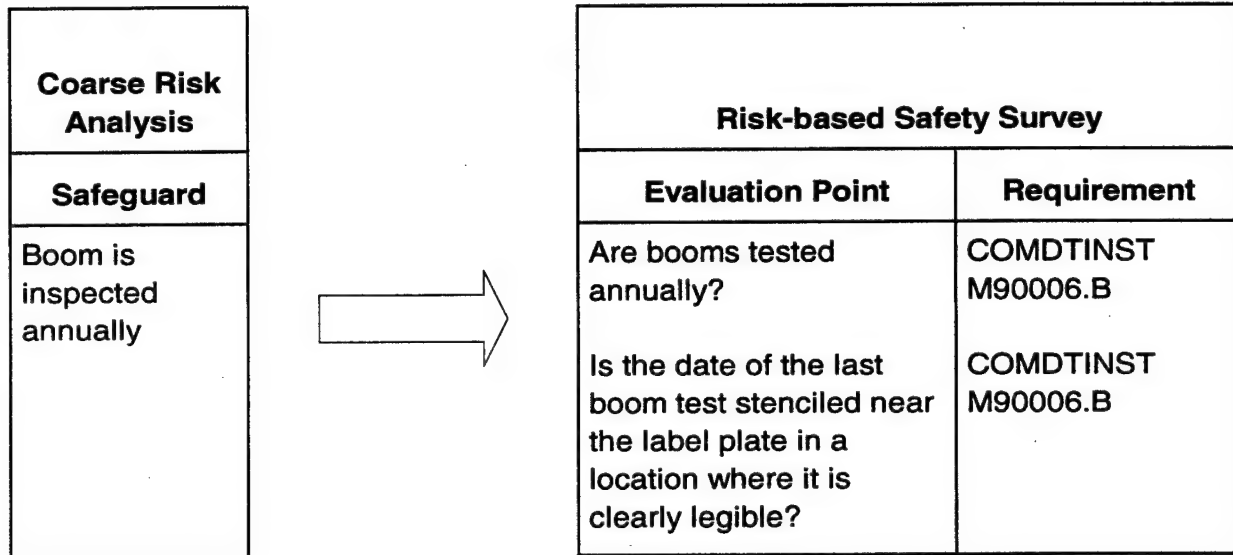 Coarse Risk
Analysis
Safeguard
Boom is
inspected
annually
Risk-based Safety Survey
Evaluation Point
Requirement
Are booms tested
annually?
COMDTINST
M90006.B
Is the date of the last
boom test stenciled near
the label plate in a
location where it is
clearly legible?
COMDTINST
M90006.B